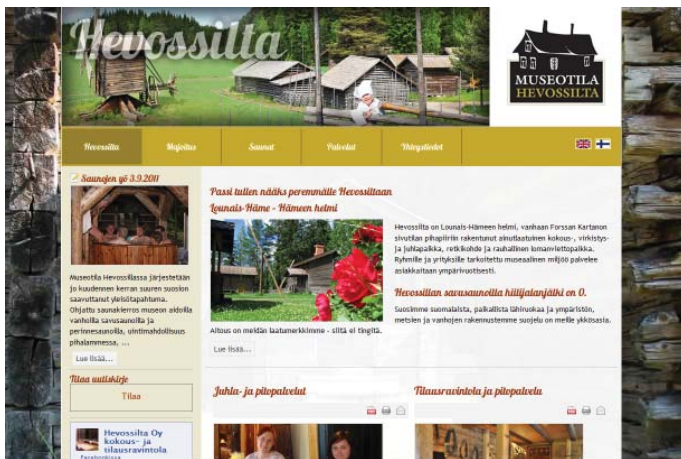 Hevossilta
MUSEOTILA
HEVOSSILTA
Hevossilta
Majoitus
Saunat
Palvelut
Yhteystiedot
Saunojen yö 3.9.2011
Museotila Hevossillassa järjestetään
jo kuudennen kerran suuren suosion
saavuttanut yleisötapahtuma.
Ohjattu saunakierros museon aidoilla
vanhoilla savusaunoilla ja
perinnesaunoilla, uintimahdollisuus
pihalammessa, ...
Lue lisää...
Tilaa uutiskirje
Tilaa
Hevossilta Oy
kokous- ja
tilausravintola
Facebookissa
Passi tullen nääks peremmälle Hevossiltaan
Lounais-Häme - Hämeen helmi
Hevossilta on Lounais-Hämeen helmi, vanhaan Forssan Kartanon
sivutilan pihapiiriin rakentunut ainutlaatuinen kokous-, virkistys-
ja juhlapaikka, retkikohde ja rauhallinen lomanviettopaikka.
Ryhmille ja yrityksille tarkoitettu museaalinen miljöö palvelee
asiakkaitaan ympärivuotisesti.
Hevossillan savusaunoilla hiilijalanjälki on 0.
Suosimme suomalaista, paikallista lähiruokaa ja ympäristön,
metsien ja vanhojen rakennustemme suojelu on meille ykkösasia.
Aitous on meidän laatumerkkimme - siitä ei tingitä.
Lue lisää...
Juhla- ja pitopalvelut
Tilausravintola ja pitopalvelu